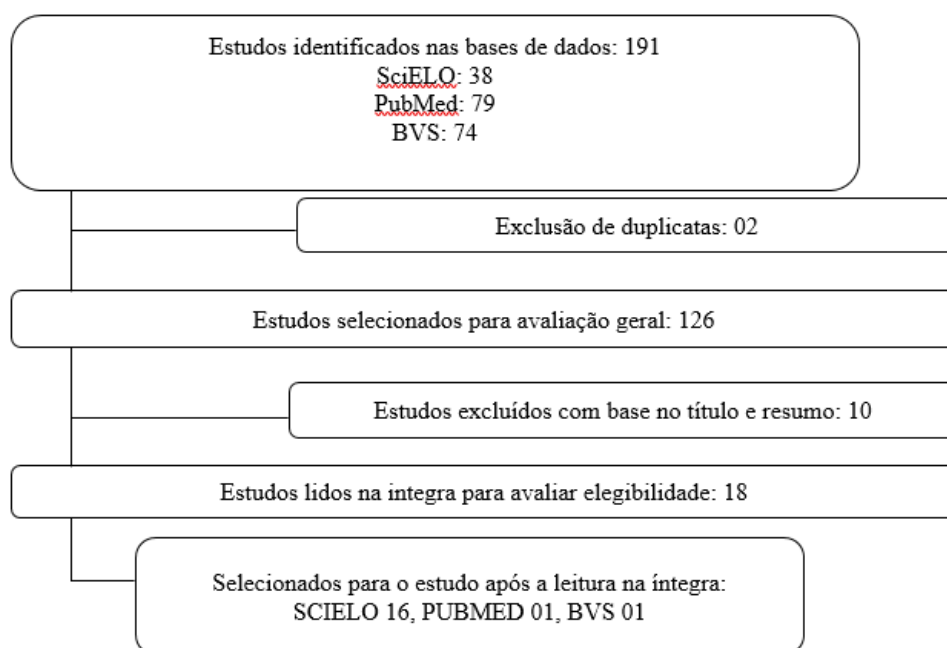 Estudos identificados nas bases de dados: 191
SciELO: 38
PubMed: 79
BVS: 74
Exclusão de duplicatas: 02
Estudos selecionados para avaliação geral: 126
Estudos excluídos com base no título e resumo: 10
Estudos lidos na integra para avaliar elegibilidade: 18
Selecionados para o estudo após a leitura na íntegra:
SCIELO 16, PUBMED 01, BVS 01